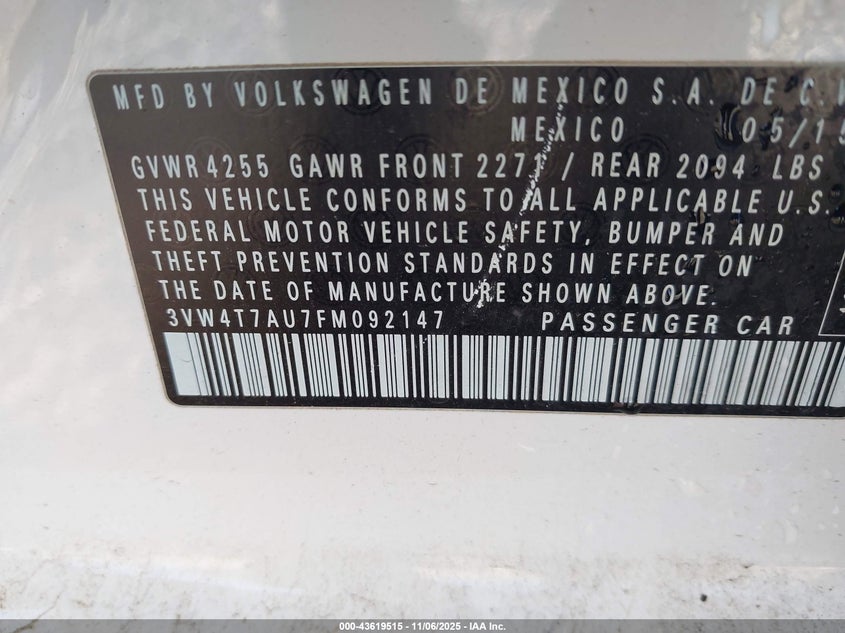 MFD BY VOLKSWAGEN DE MEXICO S.A. DE C.V
MEXICO 05/15
GVWR 4255 GAWR FRONT 2271 / REAR 2094 LBS
THIS VEHICLE CONFORMS TO ALL APPLICABLE U.S.
FEDERAL MOTOR VEHICLE SAFETY, BUMPER AND
THEFT PREVENTION STANDARDS IN EFFECT ON
THE DATE OF MANUFACTURE SHOWN ABOVE.
3VW4T7AU7FM092147 PASSENGER CAR
000-43619515 - 11/06/2025 - IAA Inc.